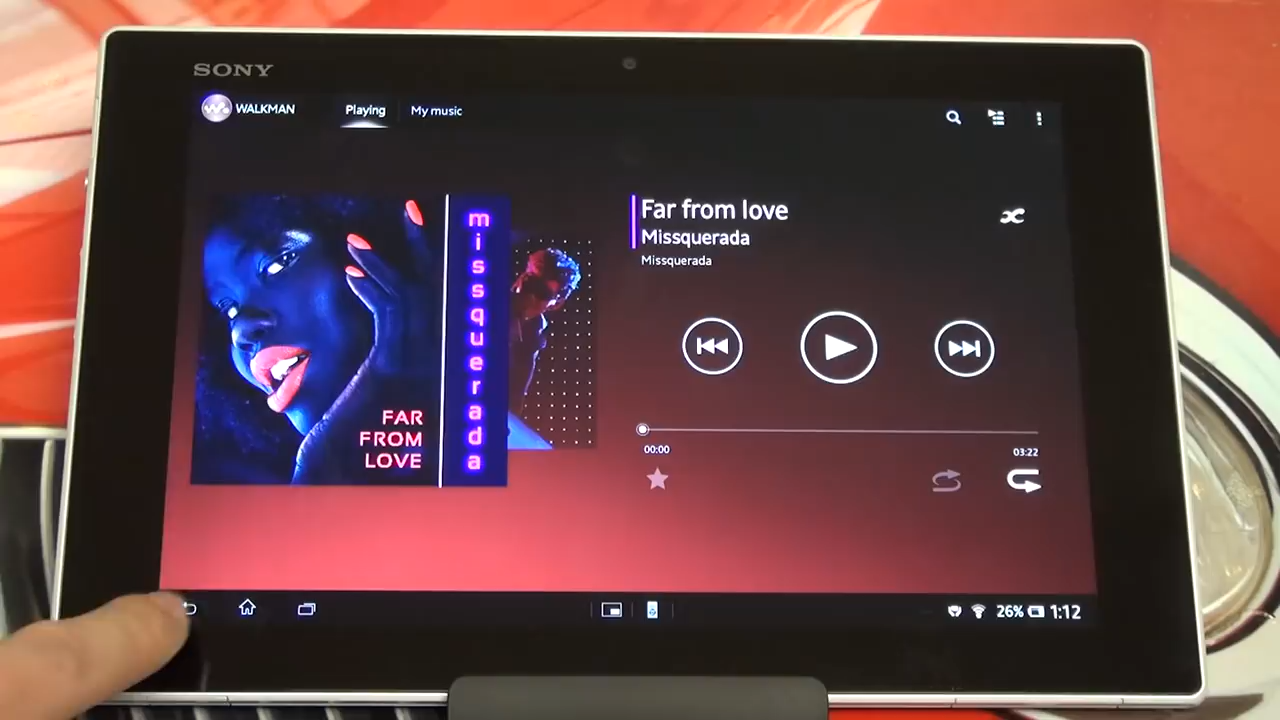 SONY
WALKMAN
Playing
My music
Far from love
Missquerada
Missquerada
missquerada
FAR
FROM
LOVE
00:00
03:22
26%
1:12